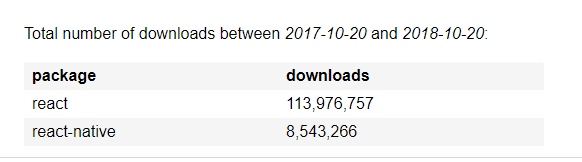 Total number of downloads between 2017-10-20 and 2018-10-20:
package downloads
react 113,976,757
react-native 8,543,266